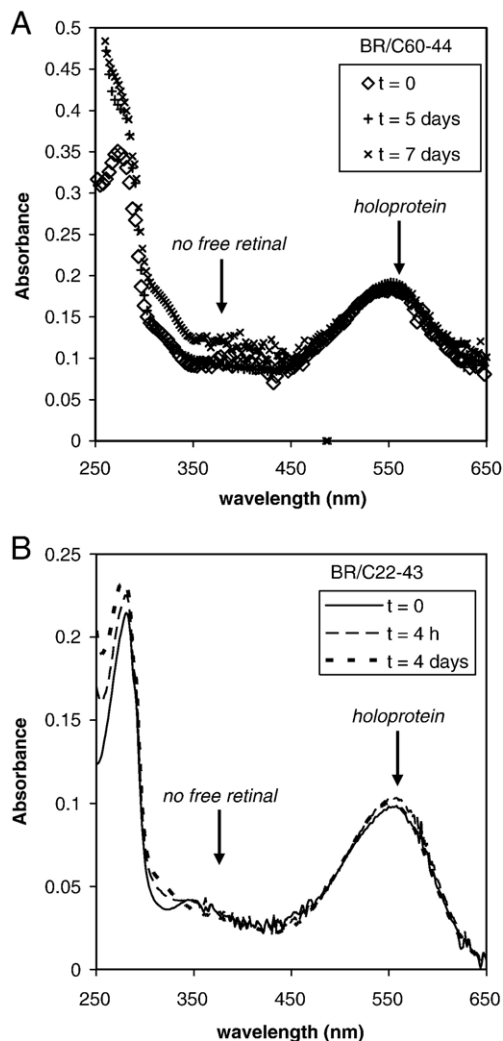 A
BR/C60-44
t = 0
t = 5 days
t = 7 days
no free retinal
holoprotein
Absorbance
0.5
0.45
0.4
0.35
0.3
0.25
0.2
0.15
0.1
0.05
0
250
350
450
550
650
wavelength (nm)
B
BR/C22-43
t = 0
t = 4 h
t = 4 days
holoprotein
no free retinal
Absorbance
0.25
0.2
0.15
0.1
0.05
0
250
350
450
550
650
wavelength (nm)